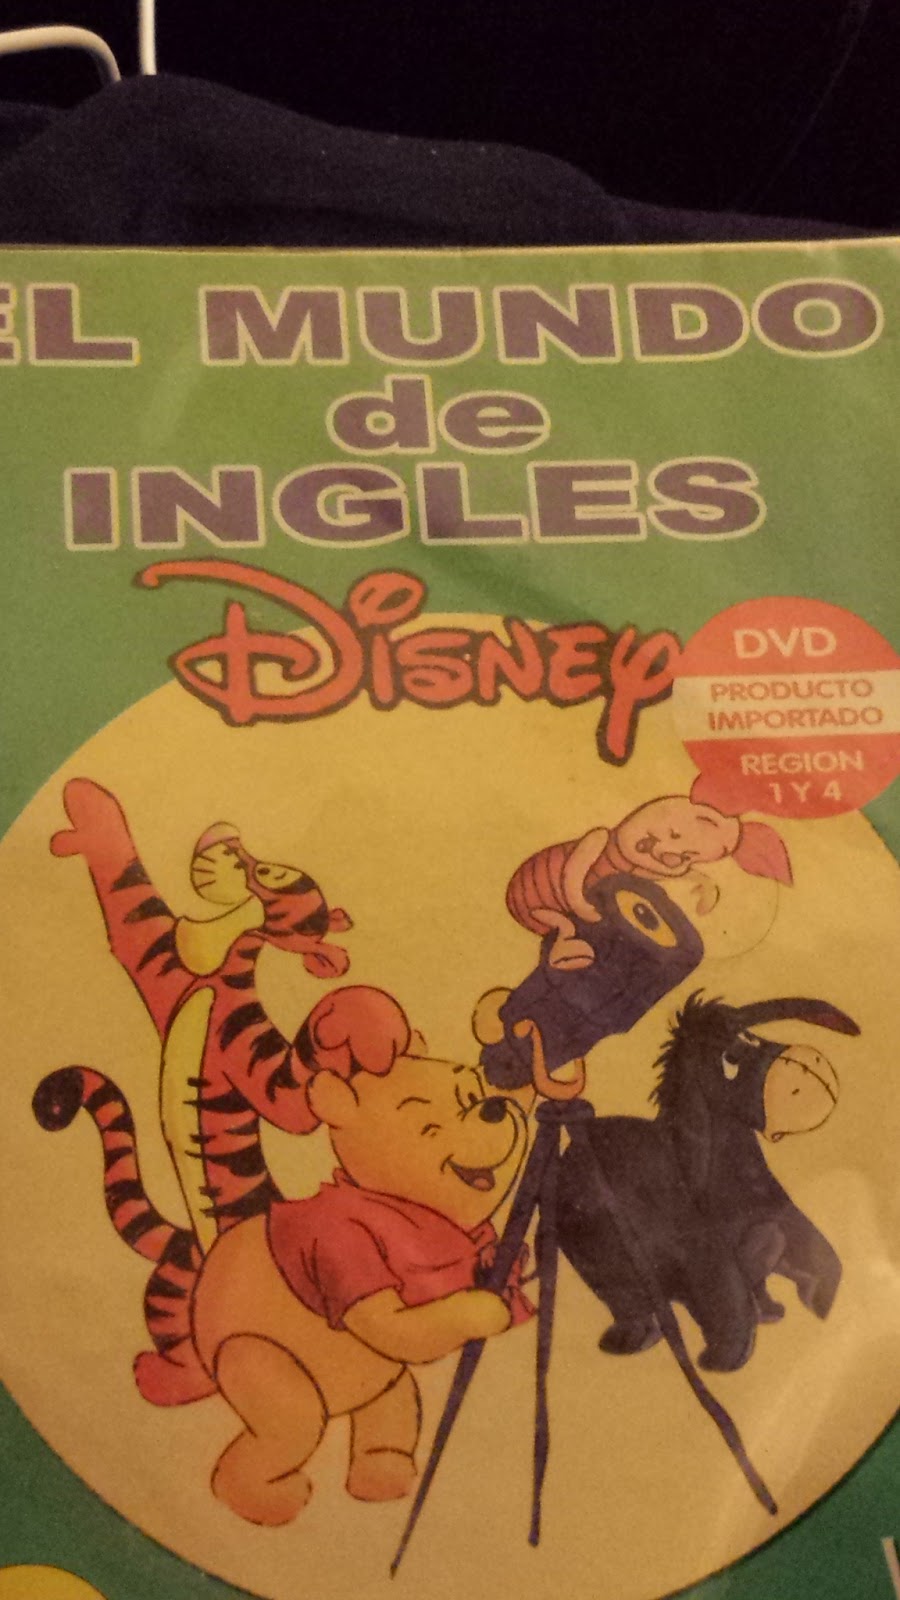 EL MUNDO
de
INGLES
DISNEY
DVD
PRODUCTO
IMPORTADO
REGION
1 Y 4